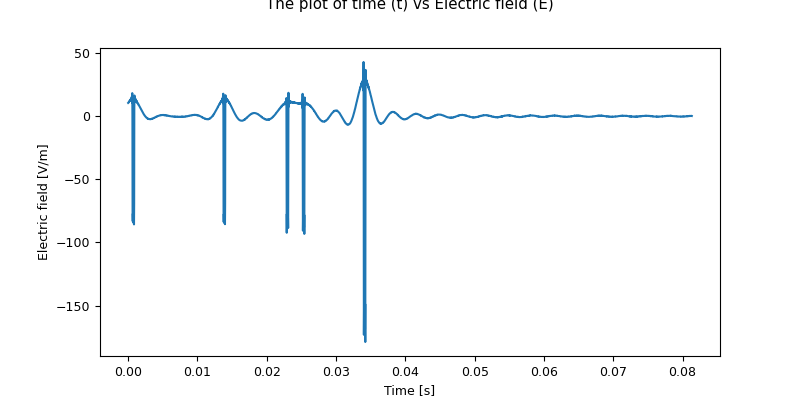 The plot of time (t) vs Electric field (E)
50
0
−50
−100
−150
Electric field [V/m]
0.00 0.01 0.02 0.03 0.04 0.05 0.06 0.07 0.08
Time [s]